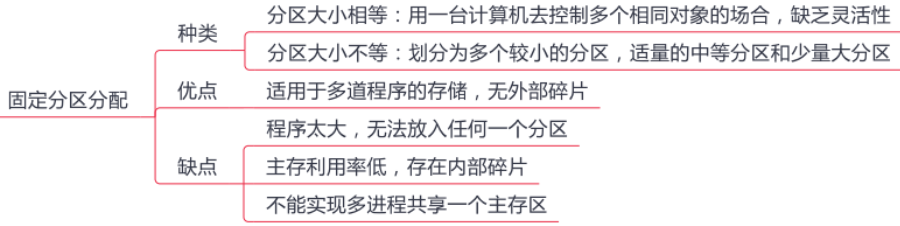 固定分区分配
种类
分区大小相等：用一台计算机去控制多个相同对象的场合，缺乏灵活性
分区大小不等：划分为多个较小的分区，适量的中等分区和少量大分区
优点
适用于多道程序的存储，无外部碎片
缺点
程序太大，无法放入任何一个分区
主存利用率低，存在内部碎片
不能实现多进程共享一个主存区